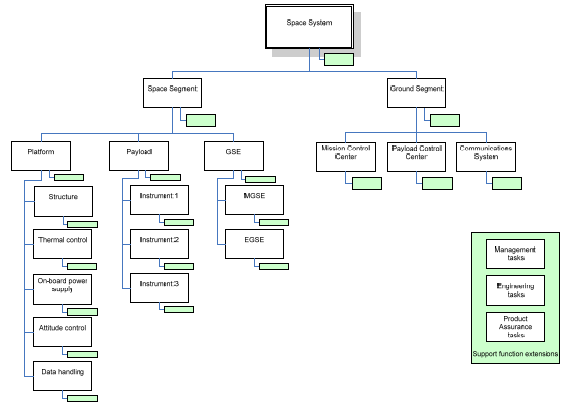 Space System
Space Segment
Ground Segment
Platform
Payload
GSE
Mission Control
Center
Payload Control
Center
Communications
System
Structure
Instrument 1
MGSE
Thermal control
Instrument 2
EGSE
On-board power
supply
Instrument 3
Attitude control
Data handling
Management
tasks
Engineering
tasks
Product
Assurance
tasks
Support function extensions